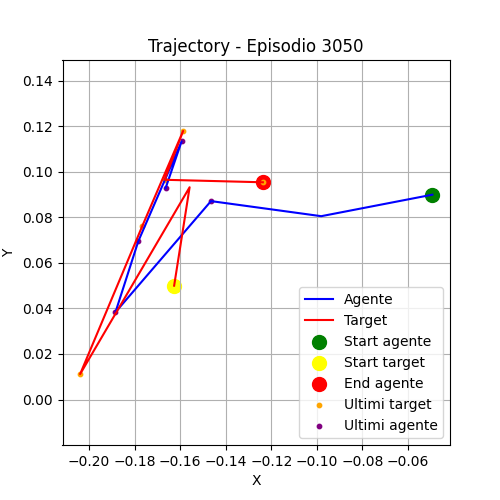 Trajectory - Episodio 3050
0.14
0.12
0.10
0.08
0.06
0.04
0.02
0.00
Y
Agente
Target
Start agente
Start target
End agente
Ultimi target
Ultimi agente
−0.20 −0.18 −0.16 −0.14 −0.12 −0.10 −0.08 −0.06
X